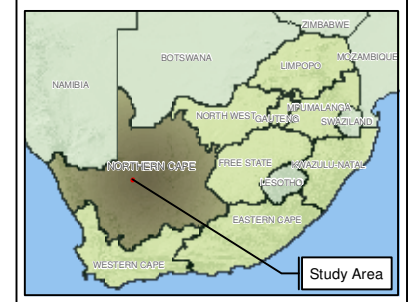 ZIMBABWE
BOTSWANA
MOZAMBIQUE
LIMPOPO
NAMIBIA
MPUMALANGA
NORTH WEST
GAUTENG
SWAZILAND
NORTHERN CAPE
FREE STATE
KWAZULU-NATAL
LESOTHO
EASTERN CAPE
WESTERN CAPE
Study Area